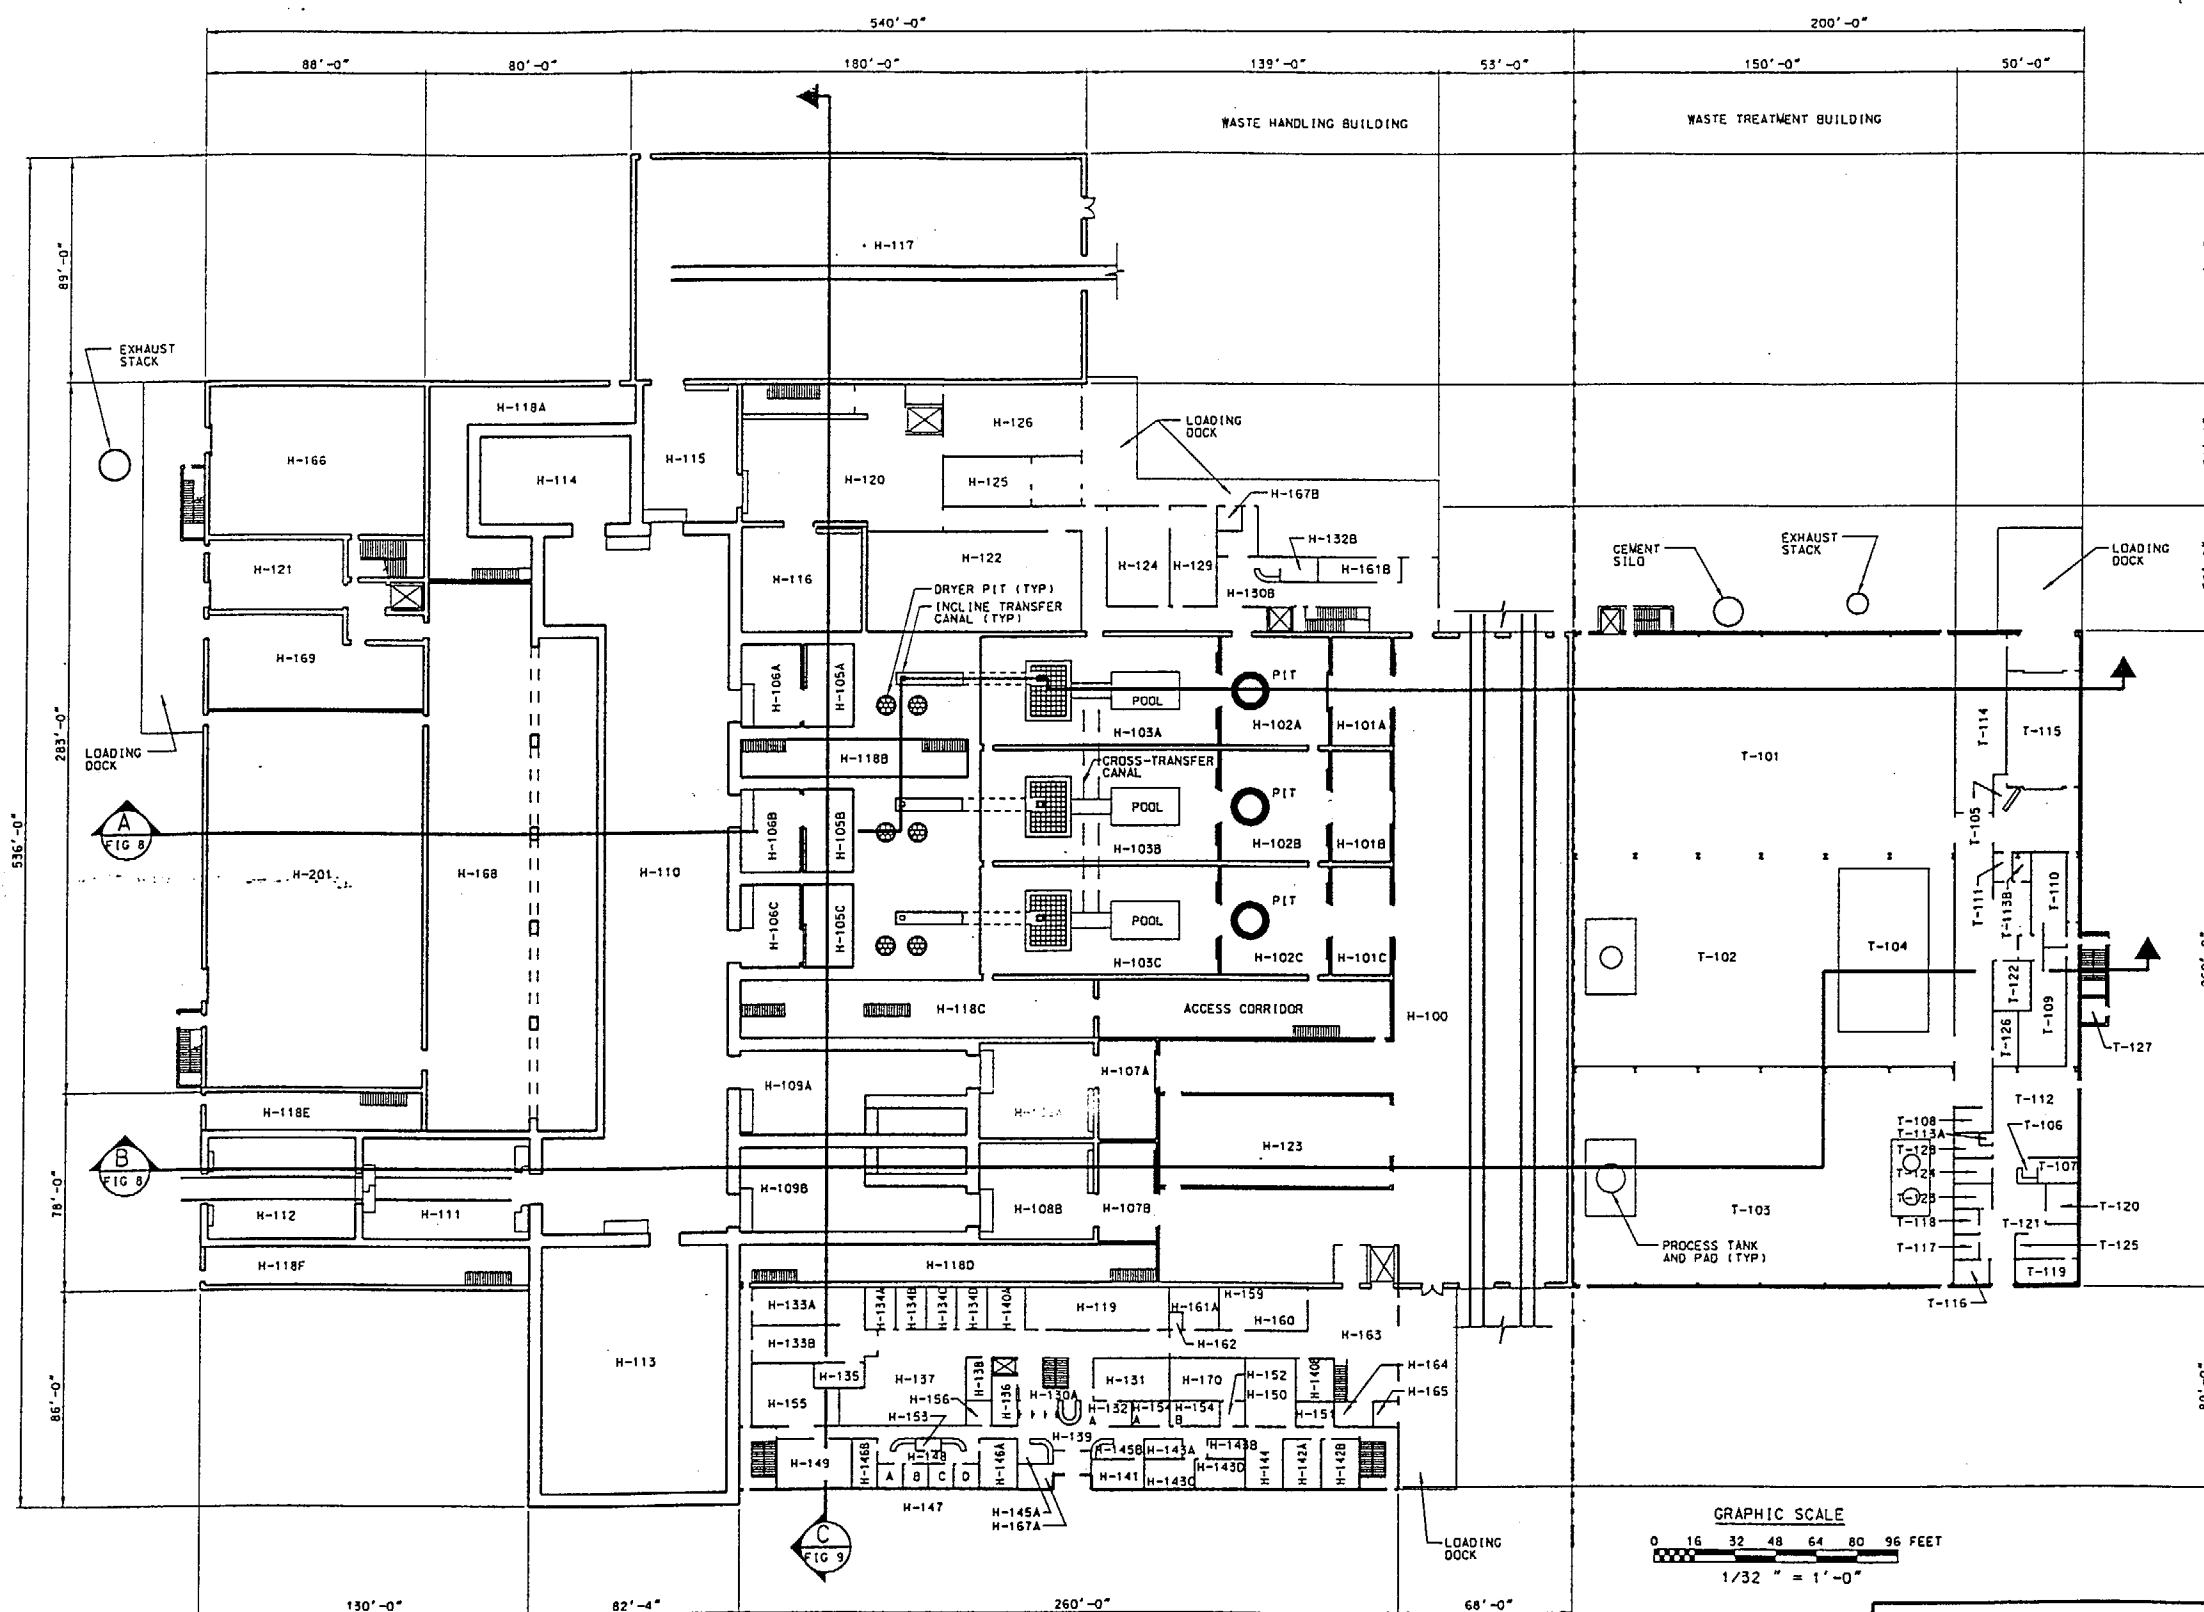 540'-0"
200'-0"
88'-0"
80'-0"
180'-0"
139'-0"
53'-0"
150'-0"
50'-0"
WASTE HANDLING BUILDING
WASTE TREATMENT BUILDING
89'-0"
H-117
EXHAUST
STACK
H-118A
H-126
LOADING
DOCK
H-166
H-114
H-115
H-120
H-125
H-167B
H-132B
H-161B
H-121
H-116
H-122
H-124
H-129
H-130B
CEMENT
SILO
EXHAUST
STACK
LOADING
DOCK
DRYER PIT (TYP)
INCLINE TRANSFER
CANAL (TYP)
H-169
H-106A
H-105A
POOL
PIT
H-103A
H-102A
H-101A
T-114
T-115
T-101
283'-0"
LOADING
DOCK
H-118B
CROSS-TRANSFER
CANAL
536'-0"
A
FIG 8
H-106B
H-105B
POOL
PIT
H-103B
H-102B
H-101B
T-105
H-201
H-168
H-110
T-111
T-113B
T-110
H-106C
H-105C
POOL
PIT
H-103C
H-102C
H-101C
T-102
T-104
T-122
T-109
T-126
T-127
H-118C
ACCESS CORRIDOR
H-100
H-109A
H-107A
H-118E
H-123
T-112
T-108
T-113A
T-106
T-128
T-107
T-124
T-123
B
FIG 8
78'-0"
H-112
H-111
H-109B
H-108B
H-107B
T-103
T-118
T-121
T-120
T-117
T-125
T-119
T-116
PROCESS TANK
AND PAD (TYP)
H-118F
H-118D
H-133A
H-134A
H-134B
H-134C
H-134D
H-140A
H-119
H-161A
H-159
H-160
H-162
H-163
H-133B
H-113
H-135
H-137
H-138
H-136
H-130A
H-131
H-170
H-152
H-150
H-140B
H-164
H-165
86'-0"
H-155
H-156
H-153
H-132
A
H-154
A
H-154
B
H-151
H-139
H-149
H-146B
H-148
A
B
C
D
H-146A
H-145B
H-143A
H-143B
H-141
H-143C
H-143D
H-144
H-142A
H-142B
H-147
H-145A
H-167A
C
FIG 9
LOADING
DOCK
GRAPHIC SCALE
0 16 32 48 64 80 96 FEET
1/32 " = 1'-0"
130'-0"
82'-4"
260'-0"
68'-0"